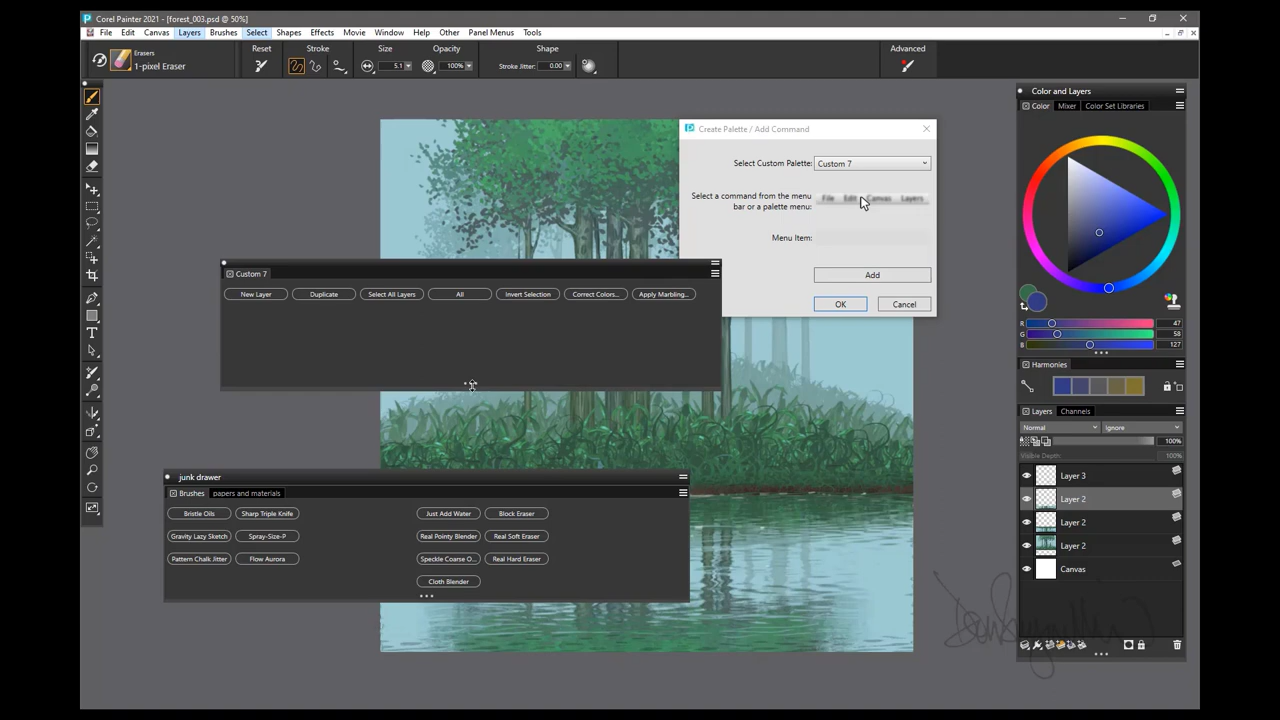 Corel Painter 2021 - [forest_003.psd @ 50%]
File Edit Canvas Layers Brushes Select Shapes Effects Movie Window Help Other Panel Menus Tools
Reset Stroke Size Opacity Shape Advanced
Erasers
1-pixel Eraser
5.1 100% Stroke Jitter: 0.00
Create Palette / Add Command
Select Custom Palette: Custom 7
Select a command from the menu File Edit Canvas Layers
bar or a palette menu:
Menu Item:
Add
OK Cancel
Custom 7
New Layer Duplicate Select All Layers All Invert Selection Correct Colors... Apply Marbling...
junk drawer
Brushes papers and materials
Bristle Oils Sharp Triple Knife Just Add Water Block Eraser
Gravity Lazy Sketch Spray-Size-P Real Pointy Blender Real Soft Eraser
Pattern Chalk Jitter Flow Aurora Speckle Coarse O... Real Hard Eraser
Cloth Blender
Color and Layers
Color Mixer Color Set Libraries
R 47
G 58
B 127
Harmonies
Layers Channels
Normal Ignore
100%
Visible Depth: 100%
Layer 3
Layer 2
Layer 2
Layer 2
Canvas